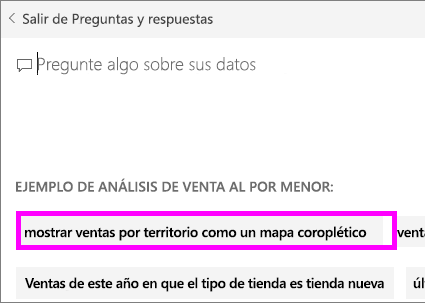 Salir de Preguntas y respuestas
Pregunte algo sobre sus datos
EJEMPLO DE ANÁLISIS DE VENTA AL POR MENOR:
mostrar ventas por territorio como un mapa coroplético
Ventas de este año en que el tipo de tienda es tienda nueva